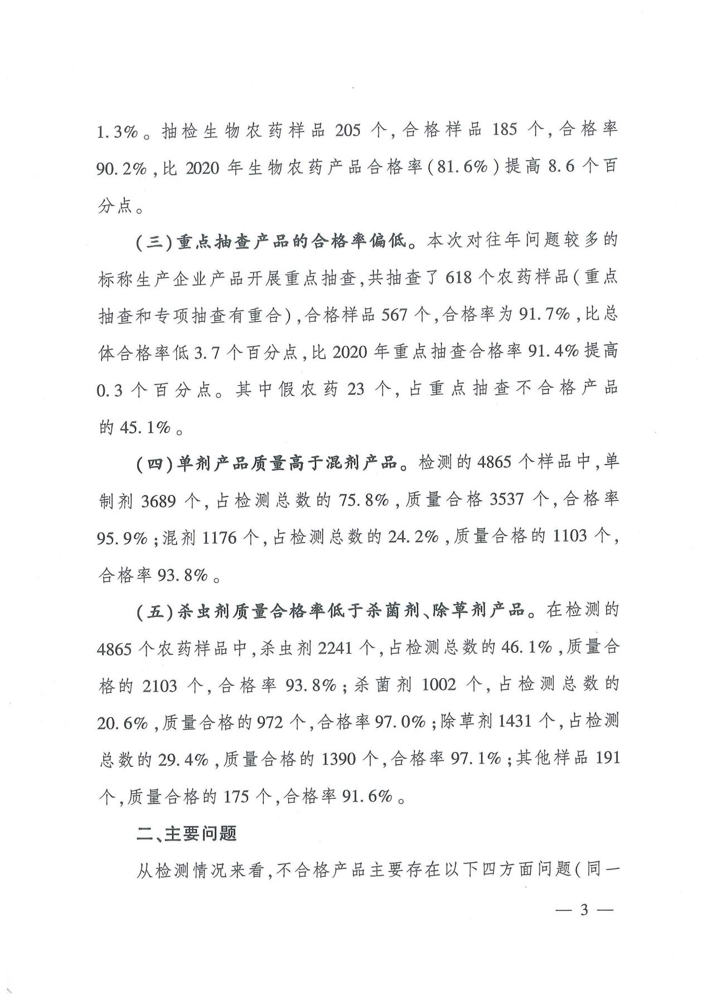 1.3%。抽检生物农药样品 205 个,合格样品 185 个,合格率
90.2%,比 2020 年生物农药产品合格率(81.6%)提高 8.6 个百
分点。
(三)重点抽查产品的合格率偏低。本次对往年问题较多的
标称生产企业产品开展重点抽查,共抽查了 618 个农药样品(重点
抽查和专项抽查有重合),合格样品 567 个,合格率为 91.7%,比总
体合格率低 3.7 个百分点,比 2020 年重点抽查合格率 91.4%提高
0.3 个百分点。其中假农药 23 个,占重点抽查不合格产品
的 45.1%。
(四)单剂产品质量高于混剂产品。检测的 4865 个样品中,单
制剂 3689 个,占检测总数的 75.8%,质量合格 3537 个,合格率
95.9%;混剂 1176 个,占检测总数的 24.2%,质量合格的 1103 个,
合格率 93.8%。
(五)杀虫剂质量合格率低于杀菌剂、除草剂产品。在检测的
4865 个农药样品中,杀虫剂 2241 个,占检测总数的 46.1%,质量合
格的 2103 个,合格率 93.8%;杀菌剂 1002 个,占检测总数的
20.6%,质量合格的 972 个,合格率 97.0%;除草剂 1431 个,占检测
总数的 29.4%,质量合格的 1390 个,合格率 97.1%;其他样品 191
个,质量合格的 175 个,合格率 91.6%。
二、主要问题
从检测情况来看,不合格产品主要存在以下四方面问题(同一
— 3 —